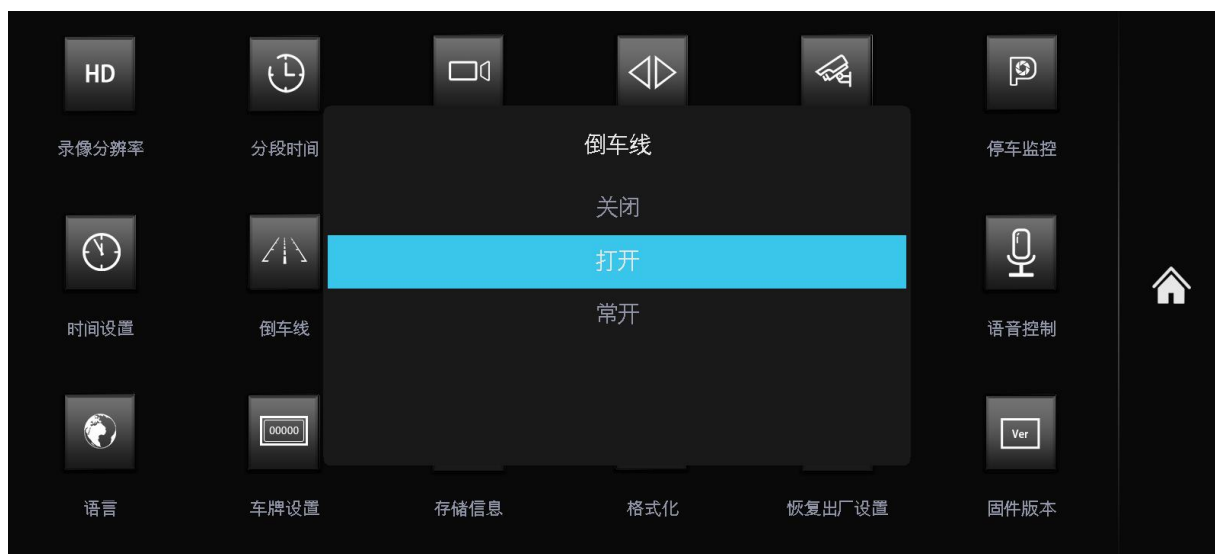 HD
录像分辨率
分段时间
停车监控
倒车线
关闭
打开
常开
时间设置
倒车线
语音控制
00000
Ver
语言
车牌设置
存储信息
格式化
恢复出厂设置
固件版本